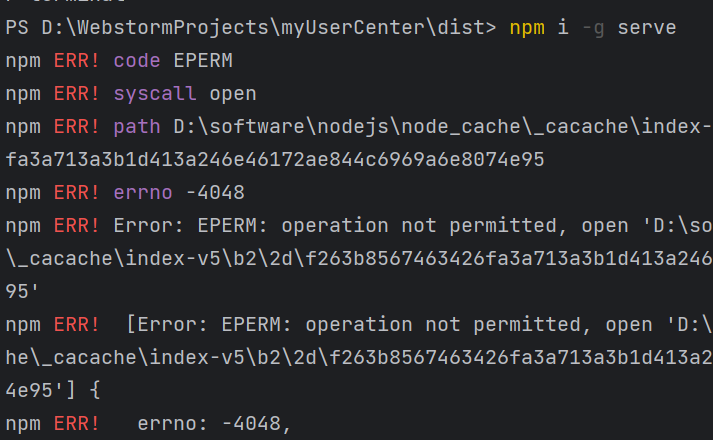 PS D:\WebstormProjects\myUserCenter\dist> npm i -g serve
npm ERR! code EPERM
npm ERR! syscall open
npm ERR! path D:\software\nodejs\node_cache\_cacache\index-
fa3a713a3b1d413a246e46172ae844c6969a6e8074e95
npm ERR! errno -4048
npm ERR! Error: EPERM: operation not permitted, open 'D:\so
\_cacache\index-v5\b2\2d\f263b8567463426fa3a713a3b1d413a246
95'
npm ERR!  [Error: EPERM: operation not permitted, open 'D:\
he\_cacache\index-v5\b2\2d\f263b8567463426fa3a713a3b1d413a2
4e95'] {
npm ERR!   errno: -4048,